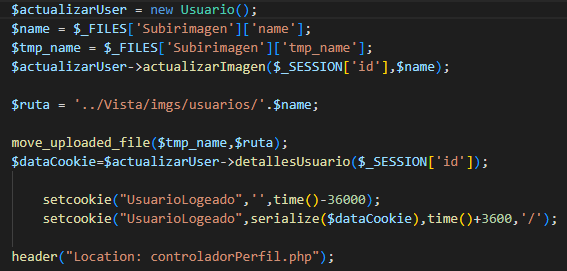 $actualizarUser = new Usuario();
$name = $_FILES['Subirimagen']['name'];
$tmp_name = $_FILES['Subirimagen']['tmp_name'];
$actualizarUser->actualizarImagen($_SESSION['id'],$name);
$ruta = '../Vista/imgs/usuarios/'.$name;
move_uploaded_file($tmp_name,$ruta);
$dataCookie=$actualizarUser->detallesUsuario($_SESSION['id']);
setcookie("UsuarioLogeado",'',time()-36000);
setcookie("UsuarioLogeado",serialize($dataCookie),time()+3600,'/');
header("Location: controladorPerfil.php");